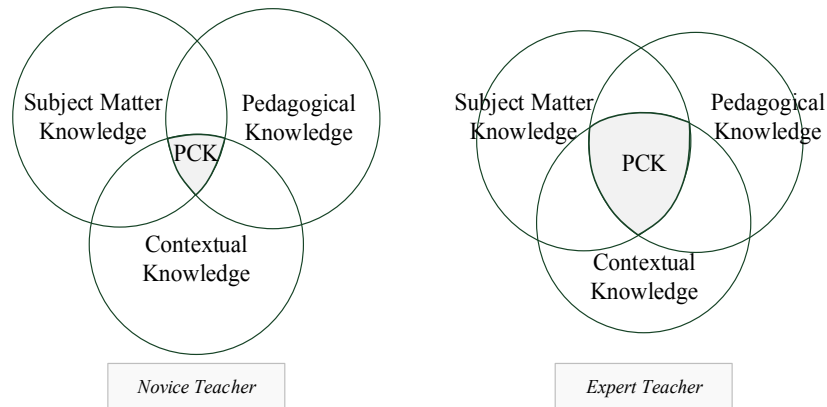 Subject Matter
Knowledge
Pedagogical
Knowledge
PCK
Contextual
Knowledge
Novice Teacher
Subject Matter
Knowledge
Pedagogical
Knowledge
PCK
Contextual
Knowledge
Expert Teacher